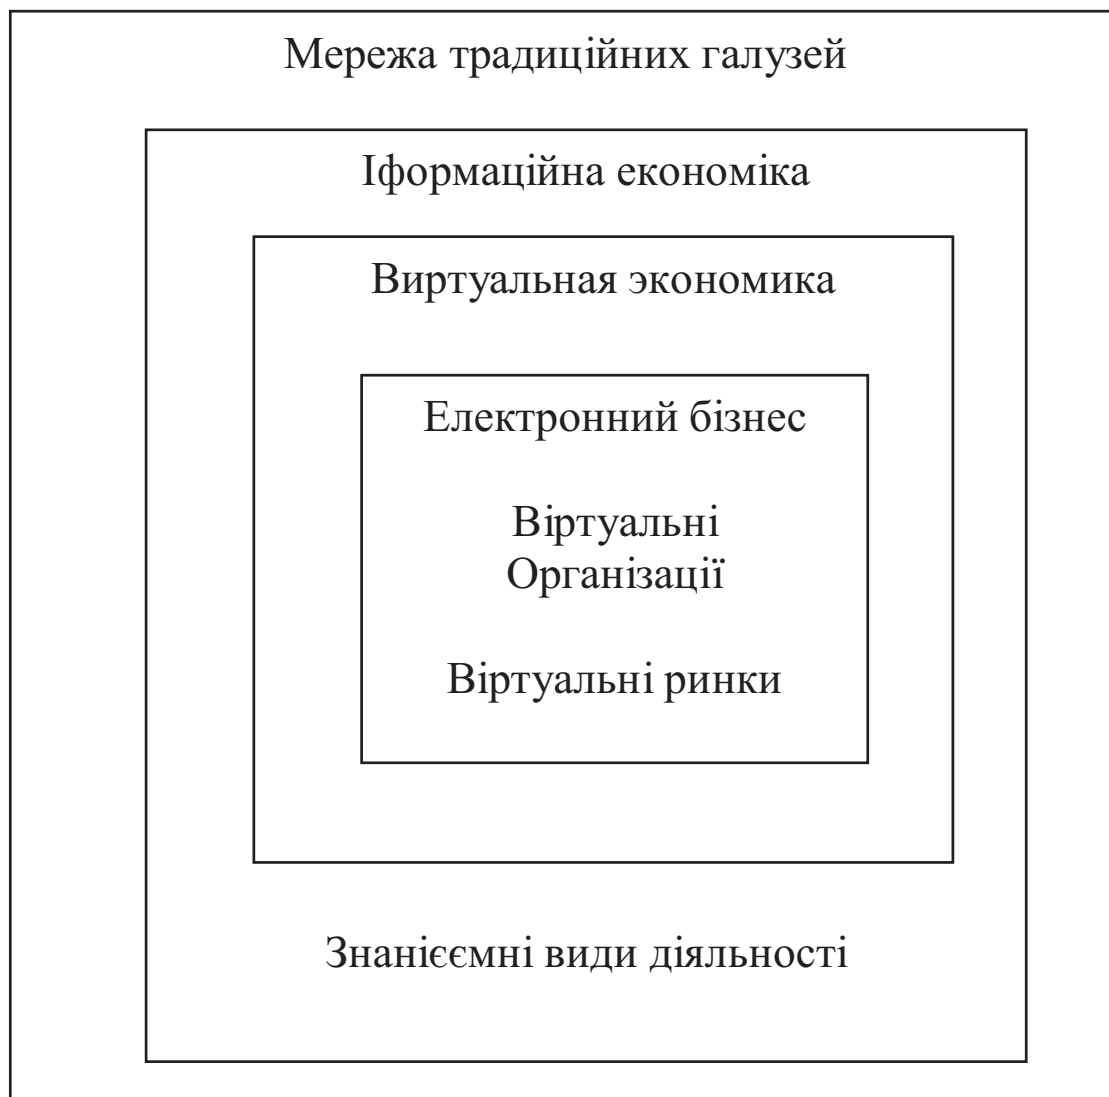 Мережа традиційних галузей
Іформаційна економіка
Виртуальная экономика
Електронний бізнес
Віртуальні
Організації
Віртуальні ринки
Знанієємні види діяльності